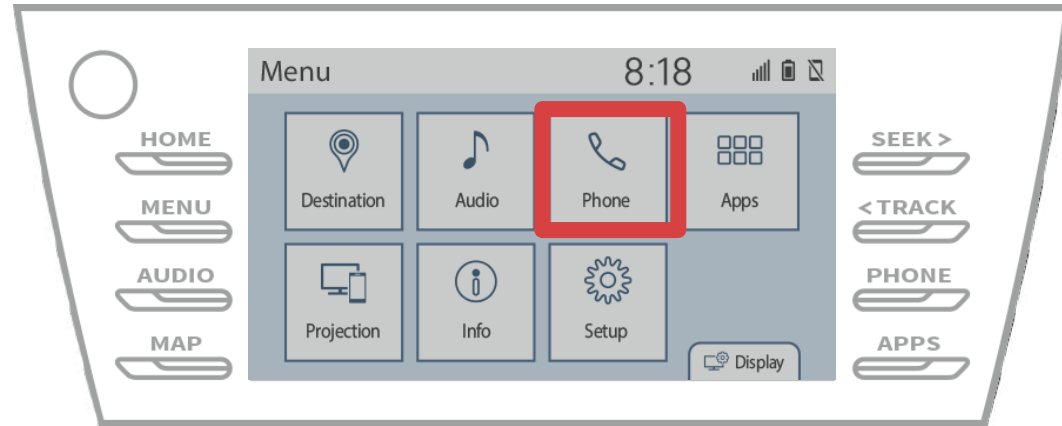 Menu 8:18
HOME
MENU
AUDIO
MAP
Destination Audio Phone Apps
Projection Info Setup
Display
SEEK >
< TRACK
PHONE
APPS